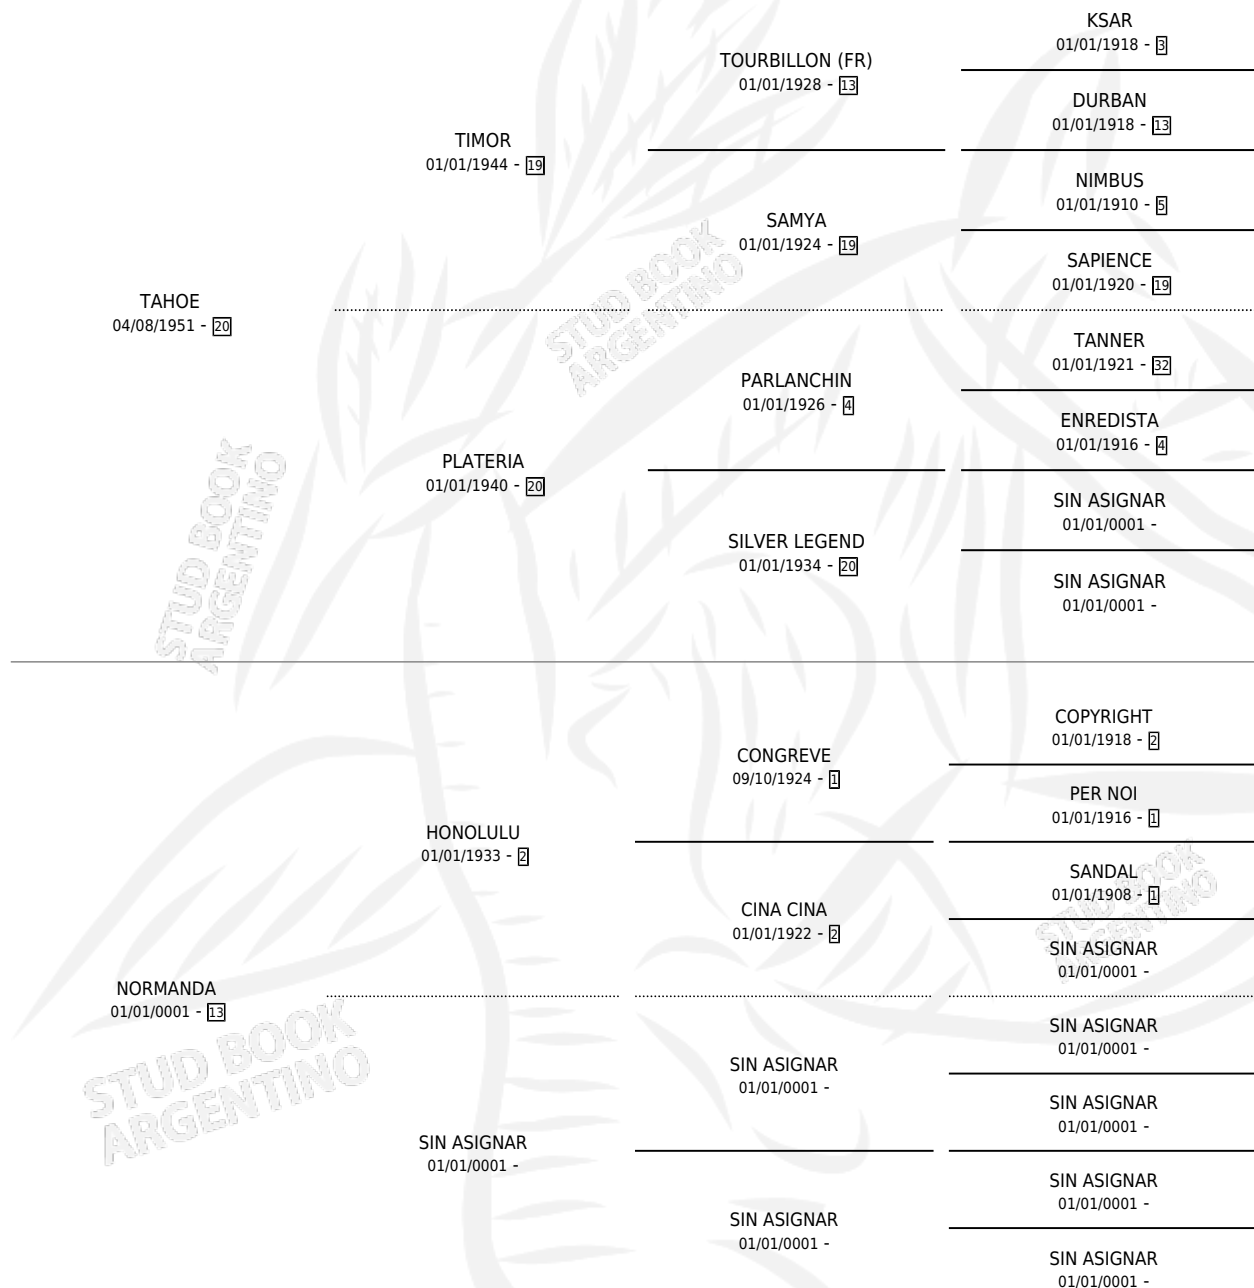 KSAR
01/01/1918 - 3
TOURBILLON (FR)
01/01/1928 - 13
DURBAN
01/01/1918 - 13
TIMOR
01/01/1944 - 19
NIMBUS
01/01/1910 - 5
SAMYA
01/01/1924 - 19
SAPIENCE
01/01/1920 - 19
TAHOE
04/08/1951 - 20
TANNER
01/01/1921 - 32
PARLANCHIN
01/01/1926 - 4
ENREDISTA
01/01/1916 - 4
PLATERIA
01/01/1940 - 20
SIN ASIGNAR
01/01/0001 -
SILVER LEGEND
01/01/1934 - 20
SIN ASIGNAR
01/01/0001 -
COPYRIGHT
01/01/1918 - 2
CONGREVE
09/10/1924 - 1
PER NOI
01/01/1916 - 1
HONOLULU
01/01/1933 - 2
SANDAL
01/01/1908 - 1
CINA CINA
01/01/1922 - 2
SIN ASIGNAR
01/01/0001 -
NORMANDA
01/01/0001 - 13
SIN ASIGNAR
01/01/0001 -
SIN ASIGNAR
01/01/0001 -
SIN ASIGNAR
01/01/0001 -
SIN ASIGNAR
01/01/0001 -
SIN ASIGNAR
01/01/0001 -
SIN ASIGNAR
01/01/0001 -
SIN ASIGNAR
01/01/0001 -
STUD BOOK
ARGENTINO
STUD BOOK
ARGENTINO
STUD BOOK
ARGENTINO
STUD BOOK
ARGENTINO